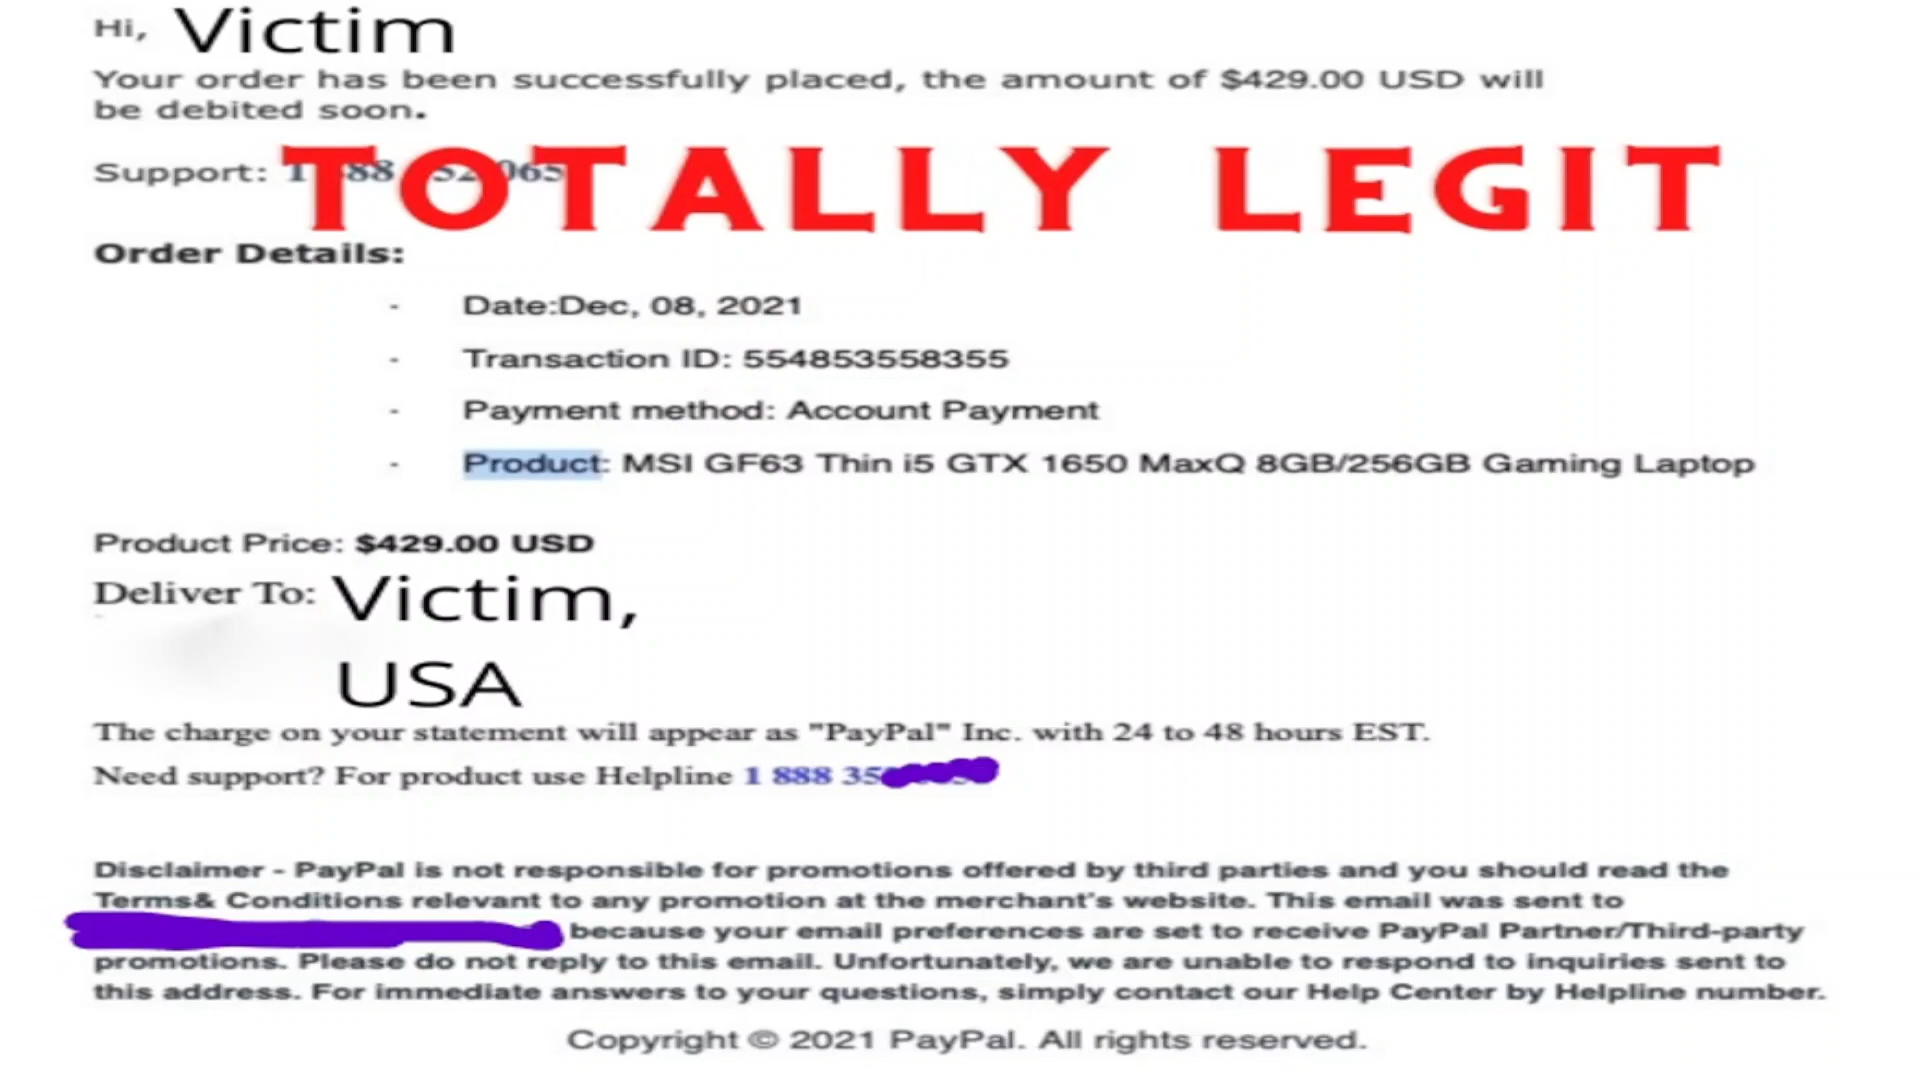 Hi, Victim
Your order has been successfully placed, the amount of $429.00 USD will
be debited soon.
TOTALLY LEGIT
Support:
Order Details:
- Date:Dec, 08, 2021
- Transaction ID: 554853558355
- Payment method: Account Payment
- Product: MSI GF63 Thin i5 GTX 1650 MaxQ 8GB/256GB Gaming Laptop
Product Price: $429.00 USD
Deliver To: Victim,
USA
The charge on your statement will appear as "PayPal" Inc. with 24 to 48 hours EST.
Need support? For product use Helpline 1 888
Disclaimer - PayPal is not responsible for promotions offered by third parties and you should read the
Terms& Conditions relevant to any promotion at the merchant's website. This email was sent to
because your email preferences are set to receive PayPal Partner/Third-party
promotions. Please do not reply to this email. Unfortunately, we are unable to respond to inquiries sent to
this address. For immediate answers to your questions, simply contact our Help Center by Helpline number.
Copyright © 2021 PayPal. All rights reserved.